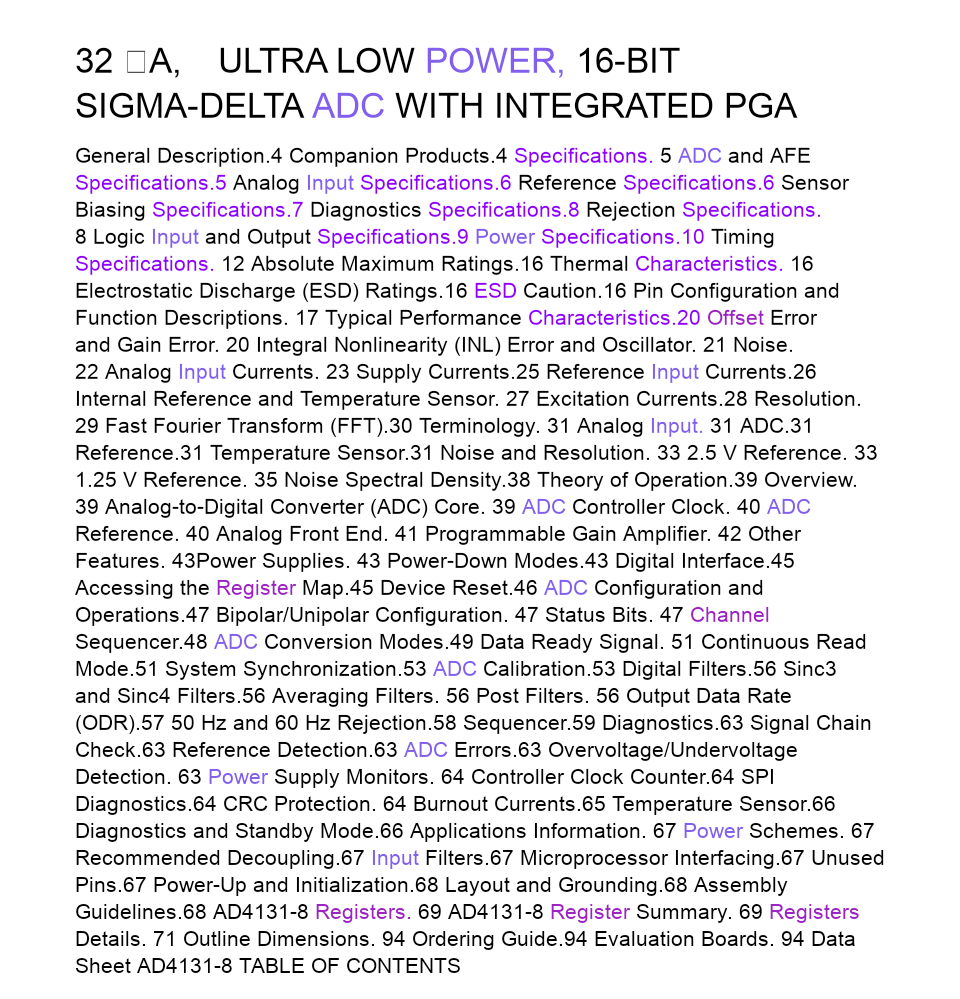 32 □A, ULTRA LOW POWER, 16-BIT
SIGMA-DELTA ADC WITH INTEGRATED PGA
General Description.4 Companion Products.4 Specifications. 5 ADC and AFE
Specifications.5 Analog Input Specifications.6 Reference Specifications.6 Sensor
Biasing Specifications.7 Diagnostics Specifications.8 Rejection Specifications.
8 Logic Input and Output Specifications.9 Power Specifications.10 Timing
Specifications. 12 Absolute Maximum Ratings.16 Thermal Characteristics. 16
Electrostatic Discharge (ESD) Ratings.16 ESD Caution.16 Pin Configuration and
Function Descriptions. 17 Typical Performance Characteristics.20 Offset Error
and Gain Error. 20 Integral Nonlinearity (INL) Error and Oscillator. 21 Noise.
22 Analog Input Currents. 23 Supply Currents.25 Reference Input Currents.26
Internal Reference and Temperature Sensor. 27 Excitation Currents.28 Resolution.
29 Fast Fourier Transform (FFT).30 Terminology. 31 Analog Input. 31 ADC.31
Reference.31 Temperature Sensor.31 Noise and Resolution. 33 2.5 V Reference. 33
1.25 V Reference. 35 Noise Spectral Density.38 Theory of Operation.39 Overview.
39 Analog-to-Digital Converter (ADC) Core. 39 ADC Controller Clock. 40 ADC
Reference. 40 Analog Front End. 41 Programmable Gain Amplifier. 42 Other
Features. 43Power Supplies. 43 Power-Down Modes.43 Digital Interface.45
Accessing the Register Map.45 Device Reset.46 ADC Configuration and
Operations.47 Bipolar/Unipolar Configuration. 47 Status Bits. 47 Channel
Sequencer.48 ADC Conversion Modes.49 Data Ready Signal. 51 Continuous Read
Mode.51 System Synchronization.53 ADC Calibration.53 Digital Filters.56 Sinc3
and Sinc4 Filters.56 Averaging Filters. 56 Post Filters. 56 Output Data Rate
(ODR).57 50 Hz and 60 Hz Rejection.58 Sequencer.59 Diagnostics.63 Signal Chain
Check.63 Reference Detection.63 ADC Errors.63 Overvoltage/Undervoltage
Detection. 63 Power Supply Monitors. 64 Controller Clock Counter.64 SPI
Diagnostics.64 CRC Protection. 64 Burnout Currents.65 Temperature Sensor.66
Diagnostics and Standby Mode.66 Applications Information. 67 Power Schemes. 67
Recommended Decoupling.67 Input Filters.67 Microprocessor Interfacing.67 Unused
Pins.67 Power-Up and Initialization.68 Layout and Grounding.68 Assembly
Guidelines.68 AD4131-8 Registers. 69 AD4131-8 Register Summary. 69 Registers
Details. 71 Outline Dimensions. 94 Ordering Guide.94 Evaluation Boards. 94 Data
Sheet AD4131-8 TABLE OF CONTENTS